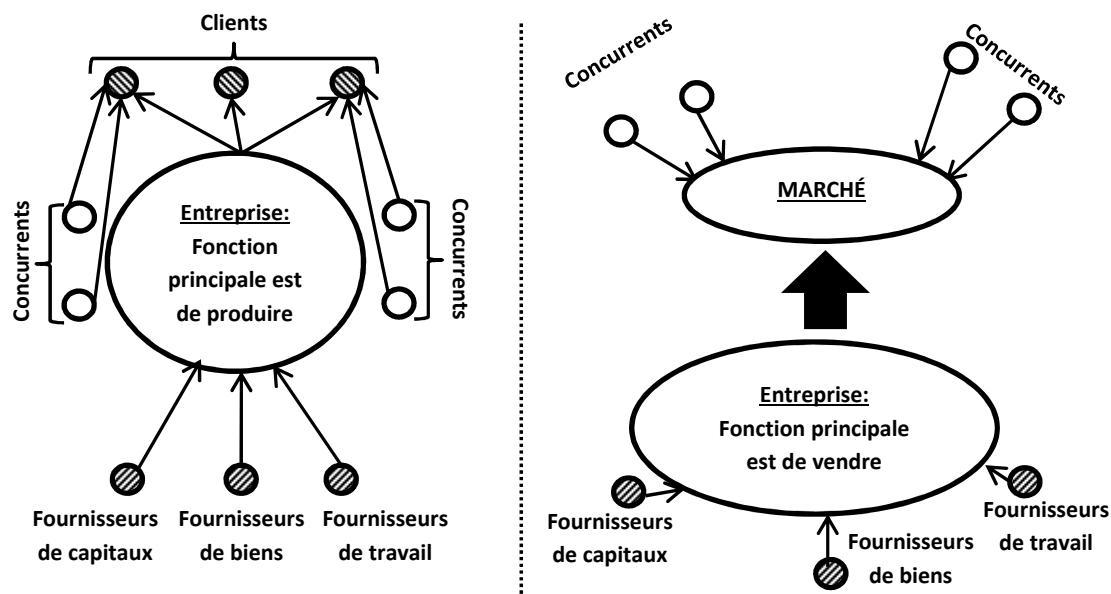 Clients
Concurrents
Entreprise:
Fonction
principale est
de produire
Concurrents
Fournisseurs
de capitaux
Fournisseurs
de biens
Fournisseurs
de travail
Concurrents
Concurrents
MARCHÉ
Entreprise:
Fonction principale
est de vendre
Fournisseurs
de capitaux
Fournisseurs
de biens
Fournisseurs
de travail